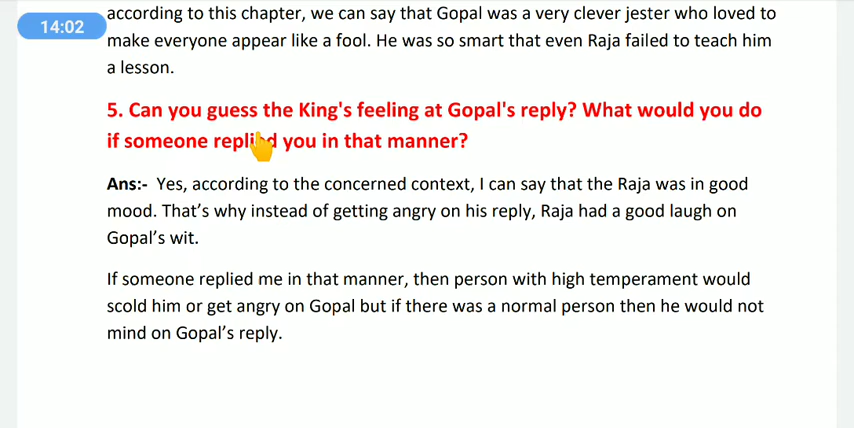 according to this chapter, we can say that Gopal was a very clever jester who loved to
14:02
make everyone appear like a fool. He was so smart that even Raja failed to teach him
a lesson.
5. Can you guess the King's feeling at Gopal's reply? What would you do
if someone replied you in that manner?
Ans:- Yes, according to the concerned context, I can say that the Raja was in good
mood. That's why instead of getting angry on his reply, Raja had a good laugh on
Gopal's wit.
If someone replied me in that manner, then person with high temperament would
scold him or get angry on Gopal but if there was a normal person then he would not
mind on Gopal's reply.